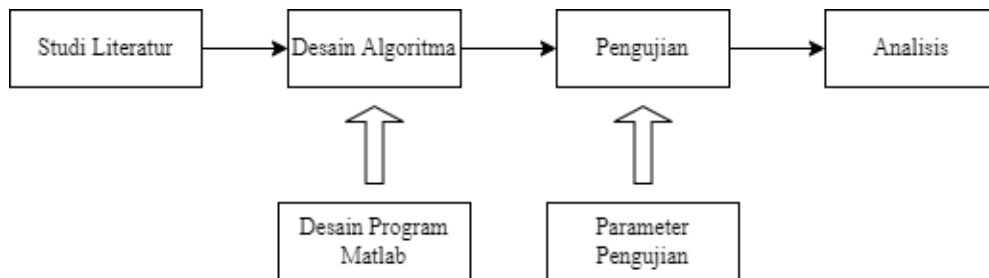 Studi Literatur
Desain Algoritma
Pengujian
Analisis
Desain Program
Matlab
Parameter
Pengujian